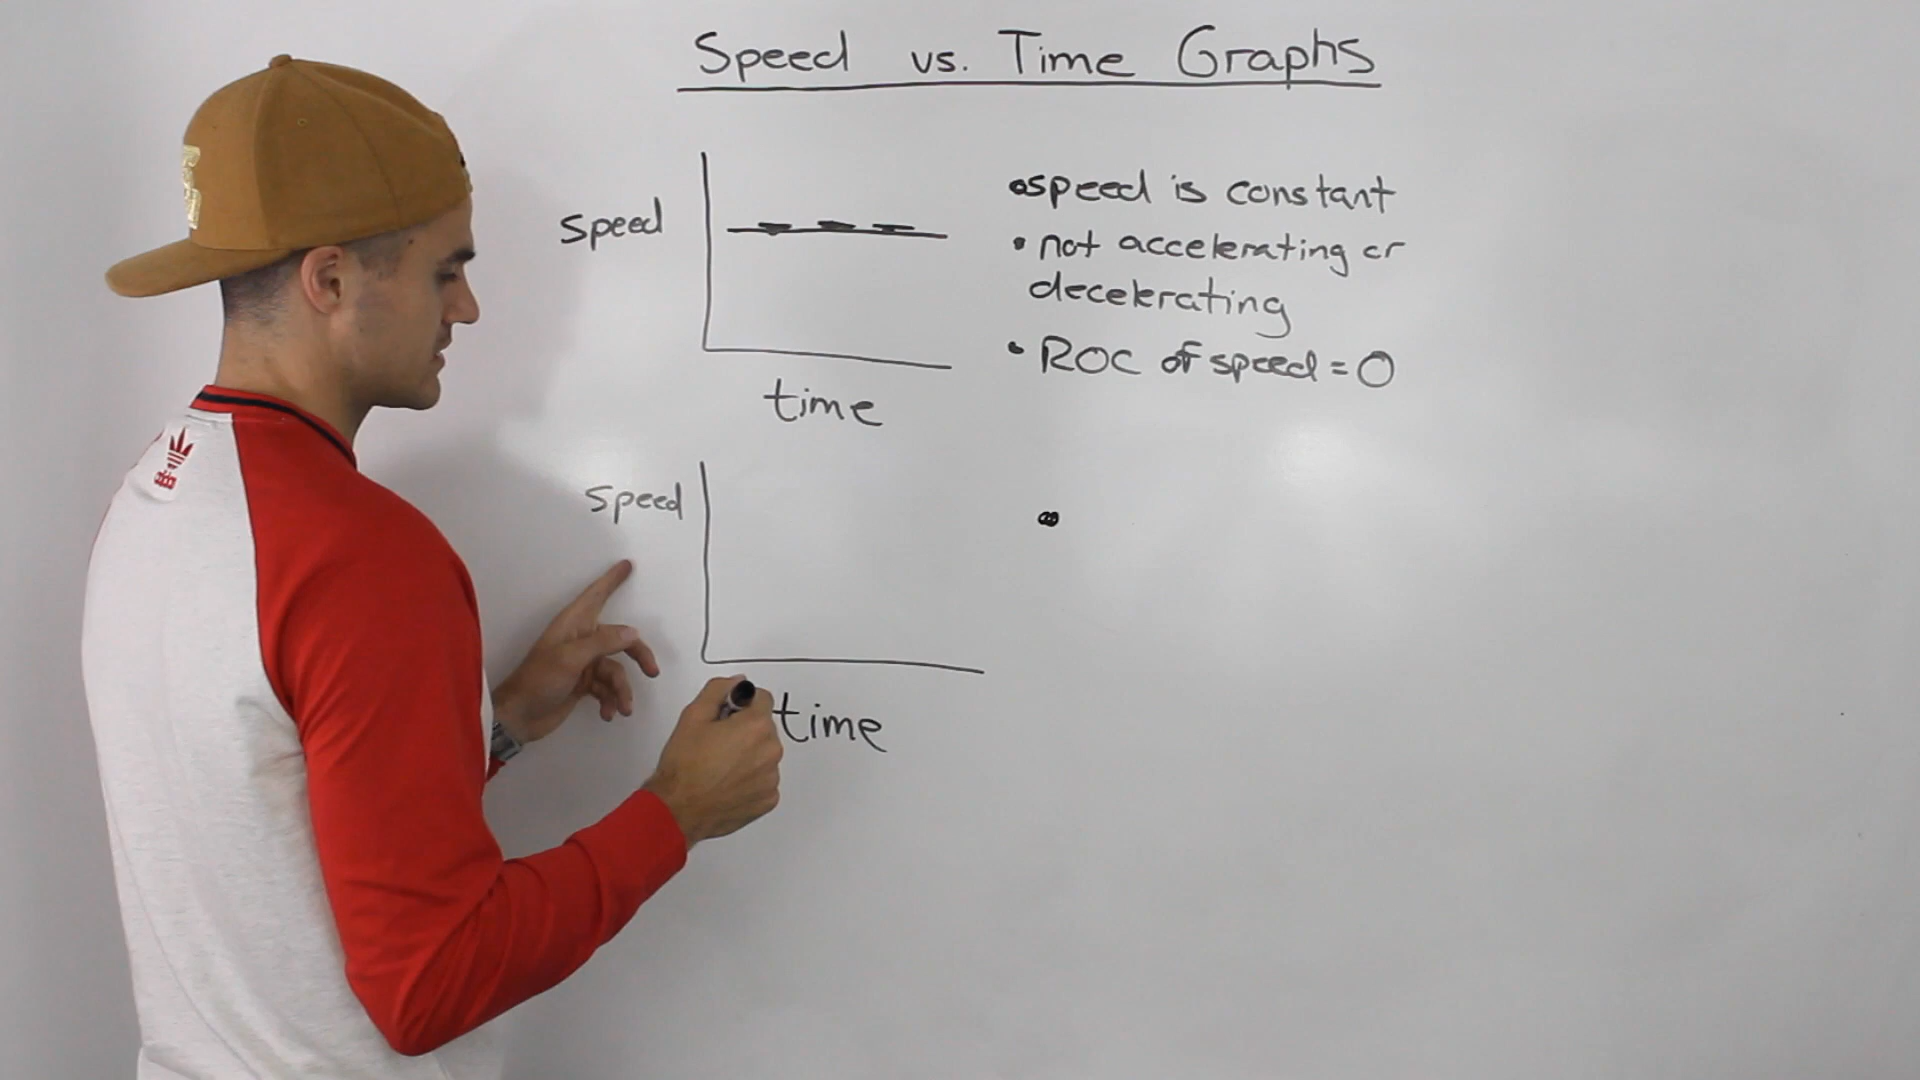 Speed vs. Time Graphs
speed
•speed is constant
• not accelerating or
decelerating
• ROC of speed = 0
time
speed
•
time
adidas